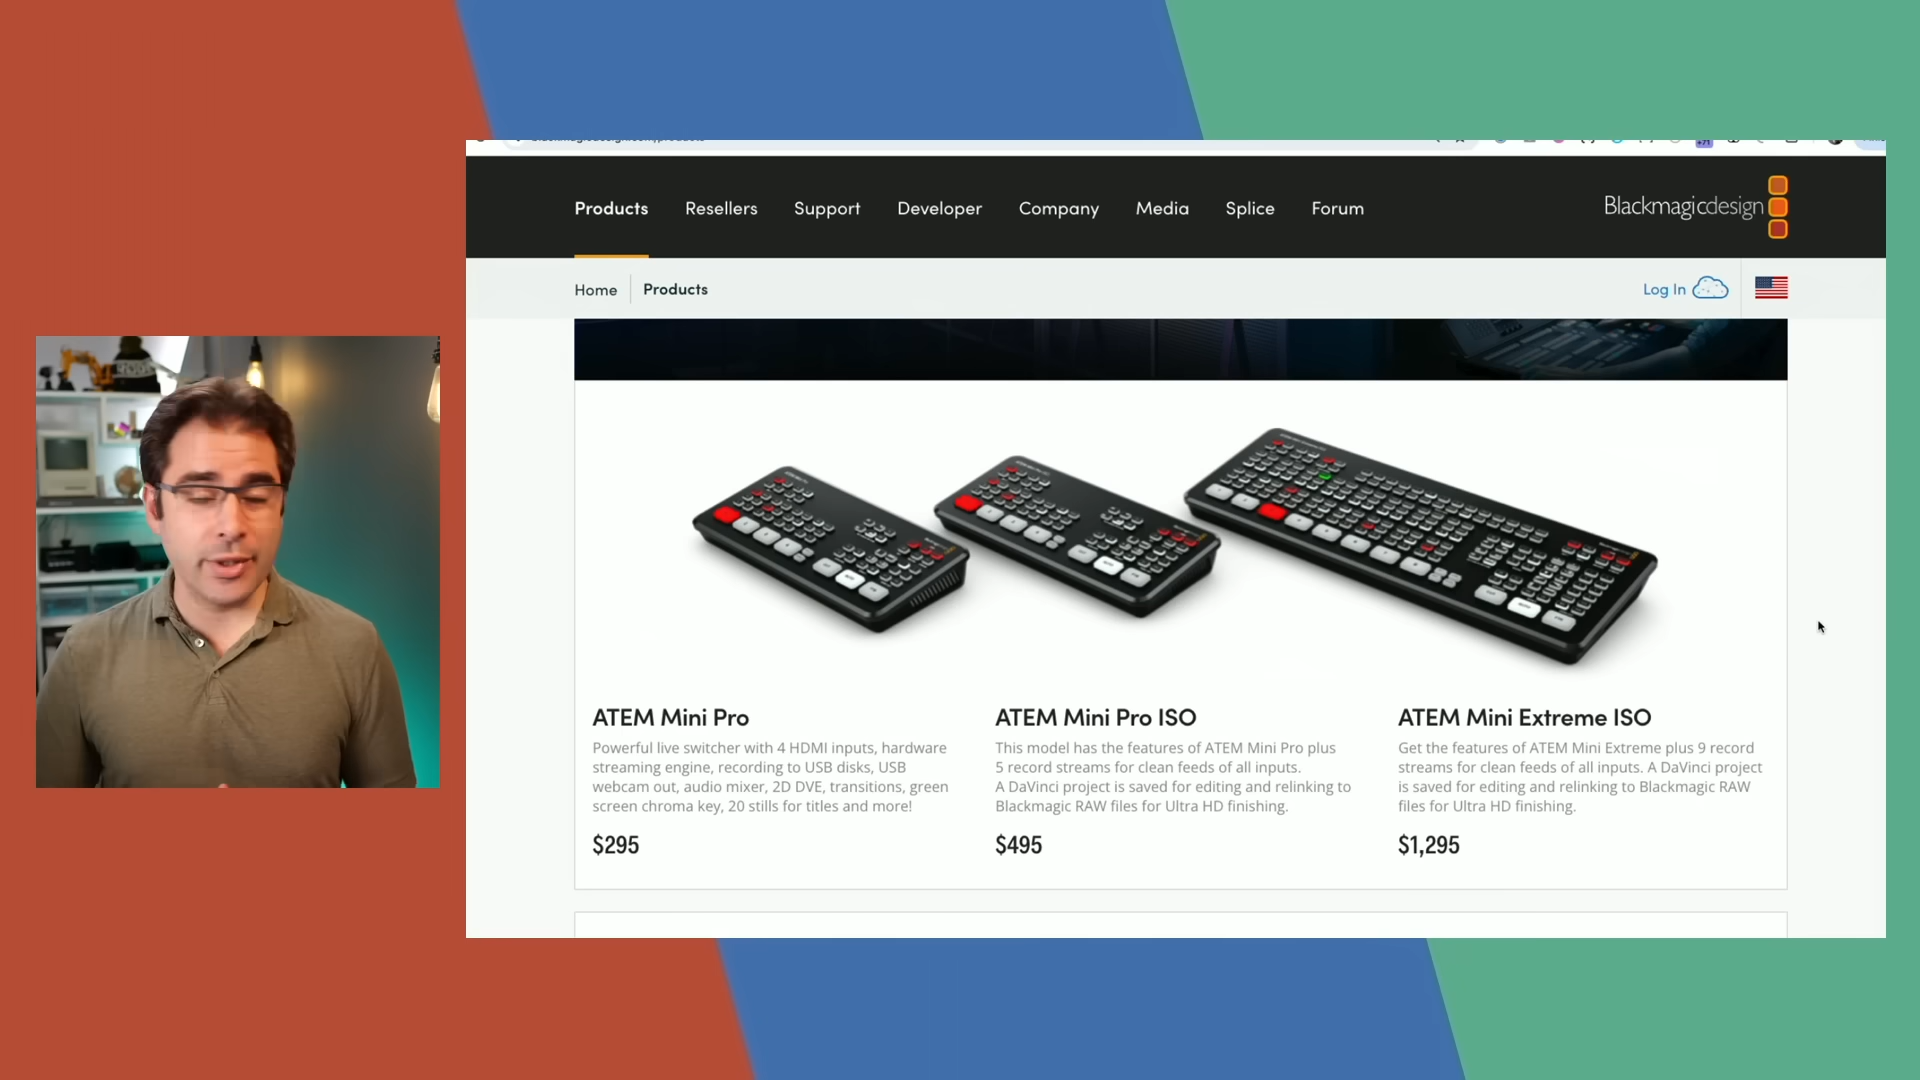 Products Resellers Support Developer Company Media Splice Forum Blackmagicdesign
Home Products Log In
ATEM Mini Pro
Powerful live switcher with 4 HDMI inputs, hardware
streaming engine, recording to USB disks, USB
webcam out, audio mixer, 2D DVE, transitions, green
screen chroma key, 20 stills for titles and more!
$295
ATEM Mini Pro ISO
This model has the features of ATEM Mini Pro plus
5 record streams for clean feeds of all inputs.
A DaVinci project is saved for editing and relinking to
Blackmagic RAW files for Ultra HD finishing.
$495
ATEM Mini Extreme ISO
Get the features of ATEM Mini Extreme plus 9 record
streams for clean feeds of all inputs. A DaVinci project
is saved for editing and relinking to Blackmagic RAW
files for Ultra HD finishing.
$1,295